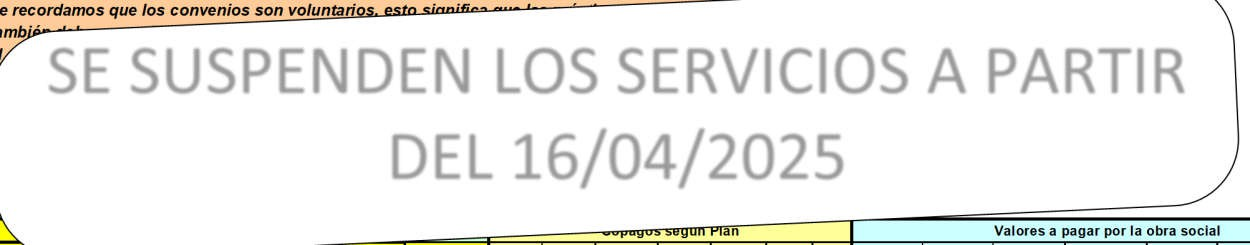 e recordamos que los convenios son voluntarios, esto significa que
SE SUSPENDEN LOS SERVICIOS A PARTIR
DEL 16/04/2025
Copagos según Plan
Valores a pagar por la obra social